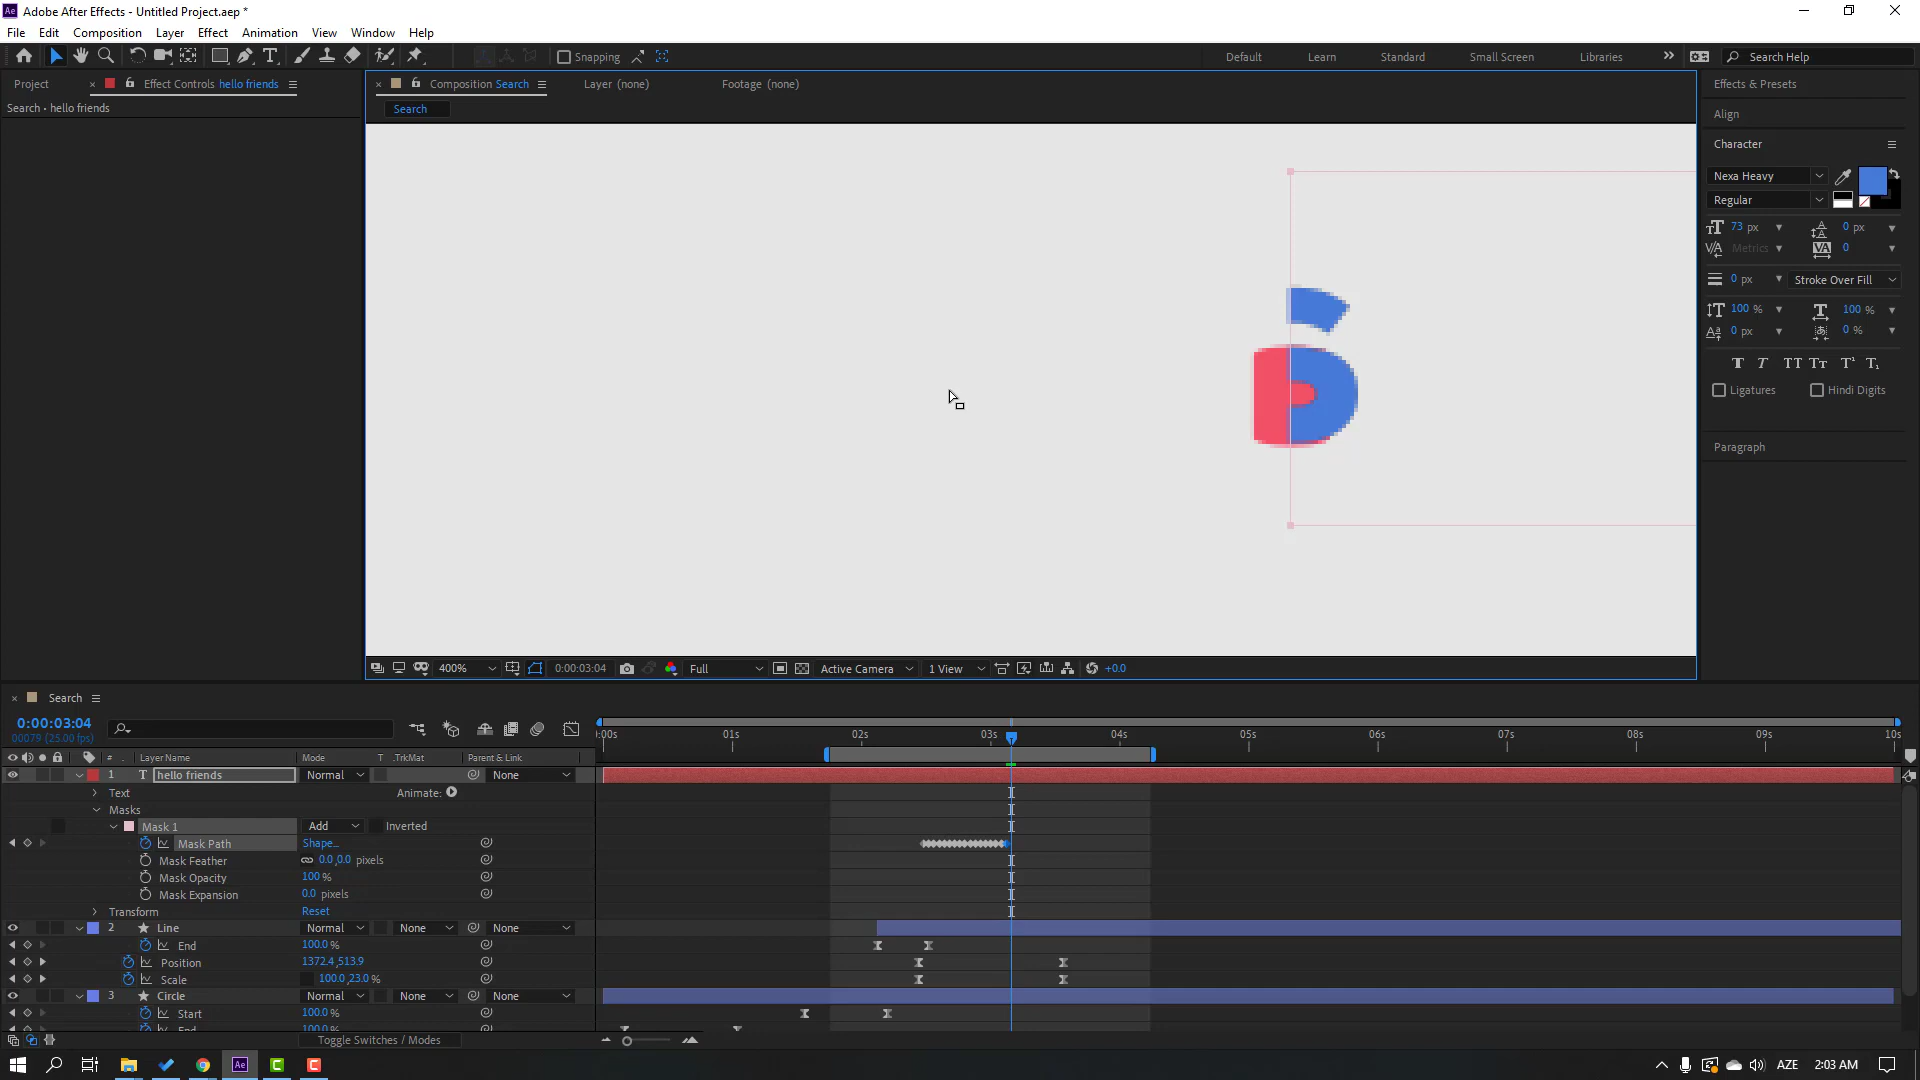 Adobe After Effects - Untitled Project.aep *
File Edit Composition Layer Effect Animation View Window Help
Snapping
Default Learn Standard Small Screen Libraries
Search Help
Project Effect Controls hello friends
Search • hello friends
Composition Search Layer (none) Footage (none)
Search
Effects & Presets
Align
Character
Nexa Heavy
Regular
73 px 0 px
Metrics 0
0 px Stroke Over Fill
100 % 100 %
0 px 0 %
Ligatures Hindi Digits
Paragraph
400% 0:00:03:04 Full Active Camera 1 View +0.0
Search
0:00:03:04
00079 (25.00 fps)
# Layer Name Mode T .TrkMat Parent & Link
:00s 01s 02s 03s 04s 05s 06s 07s 08s 09s 10s
1 T hello friends Normal None
Text Animate:
Masks
Mask 1 Add Inverted
Mask Path Shape...
Mask Feather 0.0,0.0 pixels
Mask Opacity 100 %
Mask Expansion 0.0 pixels
Transform Reset
2 Line Normal None None
End 100.0 %
Position 1372.4,513.9
Scale 100.0,23.0 %
3 Circle Normal None None
Start 100.0 %
End 100.0 %
Toggle Switches / Modes
AZE 2:03 AM